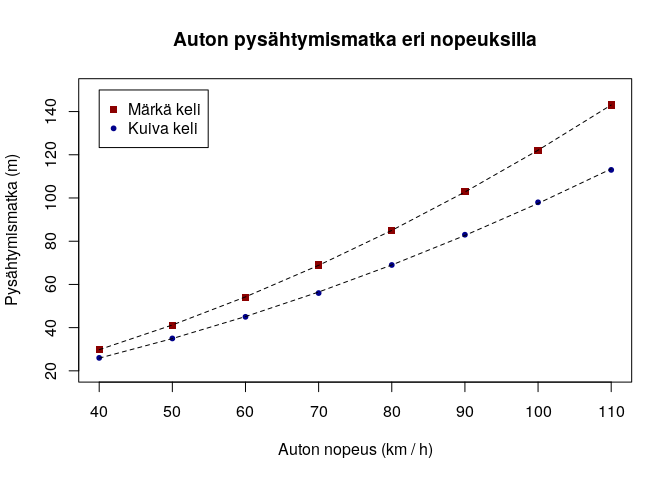 Auton pysähtymismatka eri nopeuksilla
Märkä keli
Kuiva keli
Pysähtymismatka (m)
140
120
100
80
60
40
20
40 50 60 70 80 90 100 110
Auton nopeus (km / h)